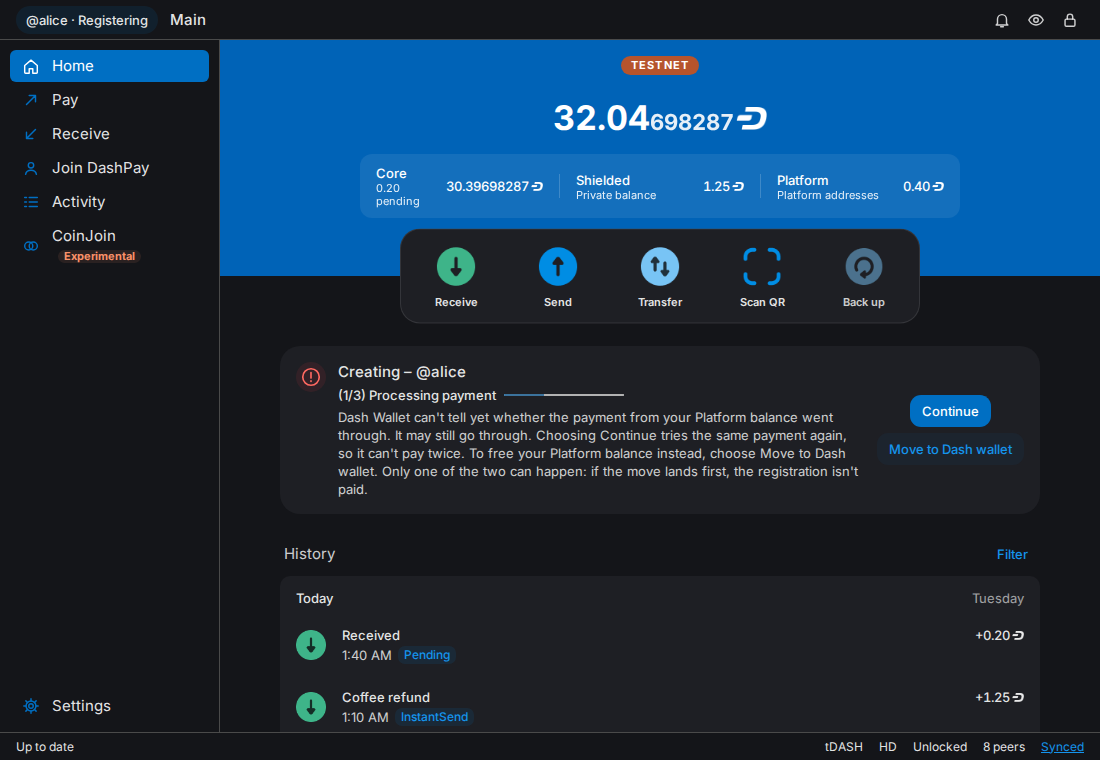 @alice · Registering
Main
Home
Pay
Receive
Join DashPay
Activity
CoinJoin
Experimental
Settings
TESTNET
32.04698287
Core
0.20
pending
30.39698287
Shielded
Private balance
1.25
Platform
Platform addresses
0.40
Receive
Send
Transfer
Scan QR
Back up
Creating – @alice
(1/3) Processing payment
Dash Wallet can't tell yet whether the payment from your Platform balance went
through. It may still go through. Choosing Continue tries the same payment again,
so it can't pay twice. To free your Platform balance instead, choose Move to Dash
wallet. Only one of the two can happen: if the move lands first, the registration isn't
paid.
Continue
Move to Dash wallet
History
Filter
Today
Tuesday
Received
+0.20
1:40 AM Pending
Coffee refund
+1.25
1:10 AM InstantSend
Up to date
tDASH HD Unlocked 8 peers Synced